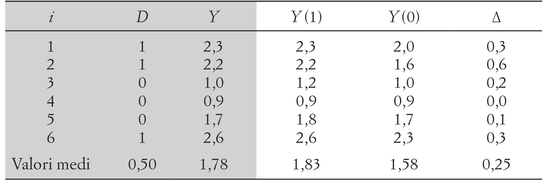 i D Y Y(1) Y(0) Δ
1 1 2,3 2,3 2,0 0,3
2 1 2,2 2,2 1,6 0,6
3 0 1,0 1,2 1,0 0,2
4 0 0,9 0,9 0,9 0,0
5 0 1,7 1,8 1,7 0,1
6 1 2,6 2,6 2,3 0,3
Valori medi 0,50 1,78 1,83 1,58 0,25